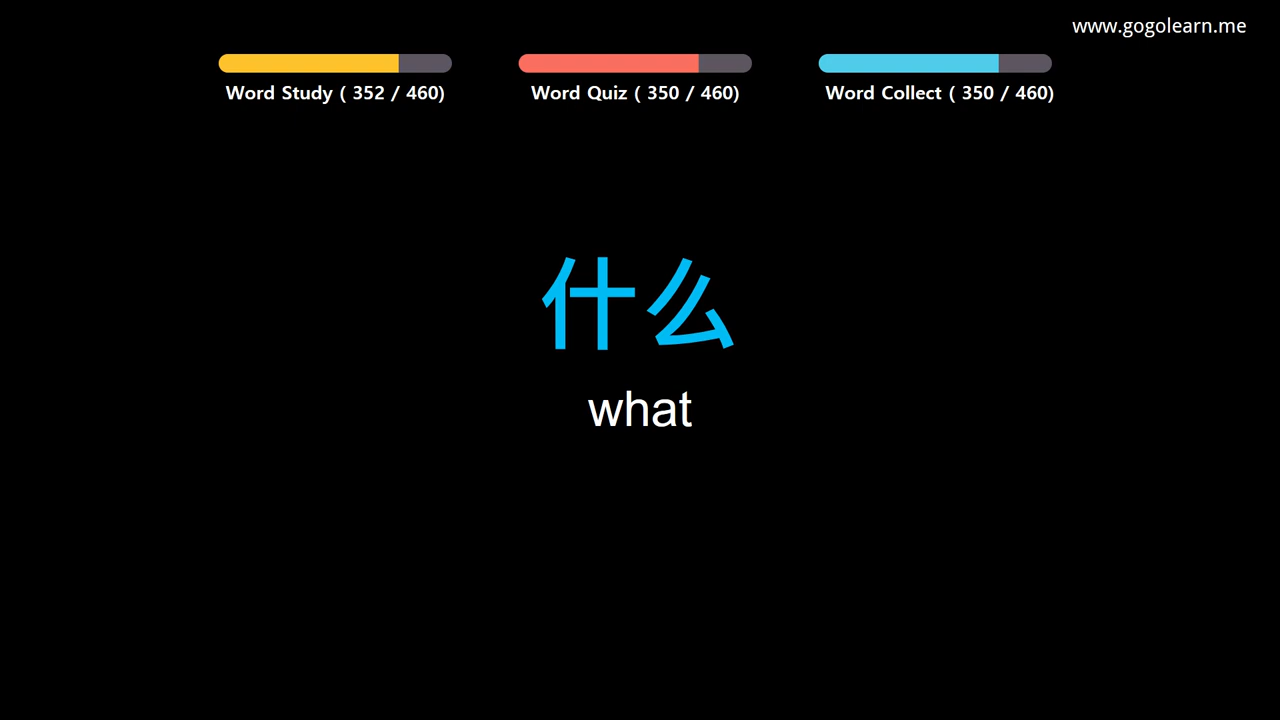 www.gogolearn.me
Word Study ( 352 / 460)
Word Quiz ( 350 / 460)
Word Collect ( 350 / 460)
什么
what